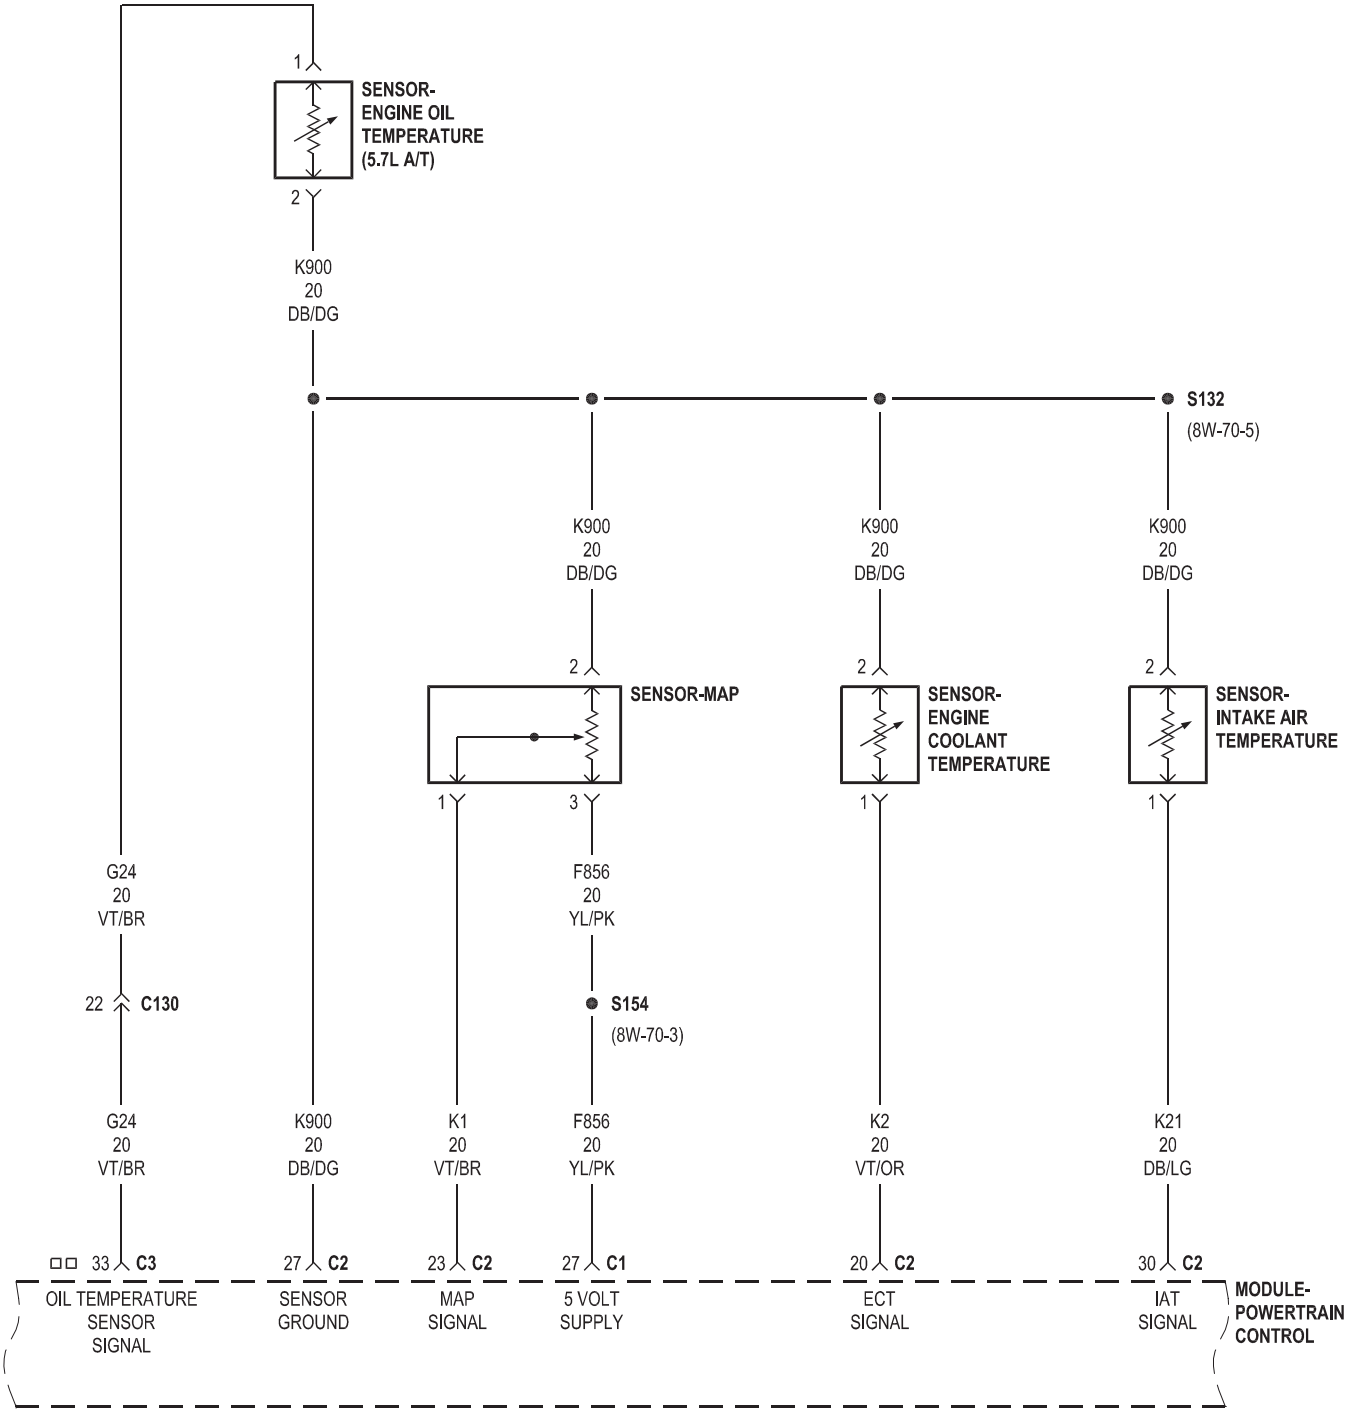 1
SENSOR-
ENGINE OIL
TEMPERATURE
(5.7L A/T)
2
K900
20
DB/DG
S132
(8W-70-5)
K900
20
DB/DG
K900
20
DB/DG
K900
20
DB/DG
2
SENSOR-MAP
1
3
2
SENSOR-
ENGINE
COOLANT
TEMPERATURE
1
2
SENSOR-
INTAKE AIR
TEMPERATURE
1
G24
20
VT/BR
F856
20
YL/PK
22 C130
S154
(8W-70-3)
G24
20
VT/BR
K900
20
DB/DG
K1
20
VT/BR
F856
20
YL/PK
K2
20
VT/OR
K21
20
DB/LG
33 C3
27 C2
23 C2
27 C1
20 C2
30 C2
OIL TEMPERATURE
SENSOR
SIGNAL
SENSOR
GROUND
MAP
SIGNAL
5 VOLT
SUPPLY
ECT
SIGNAL
IAT
SIGNAL
MODULE-
POWERTRAIN
CONTROL